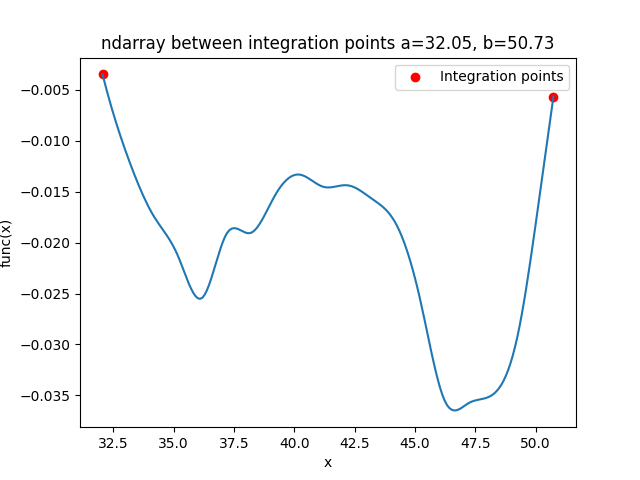 ndarray between integration points a=32.05, b=50.73
Integration points
−0.005
−0.010
−0.015
−0.020
−0.025
−0.030
−0.035
func(x)
32.5 35.0 37.5 40.0 42.5 45.0 47.5 50.0
x